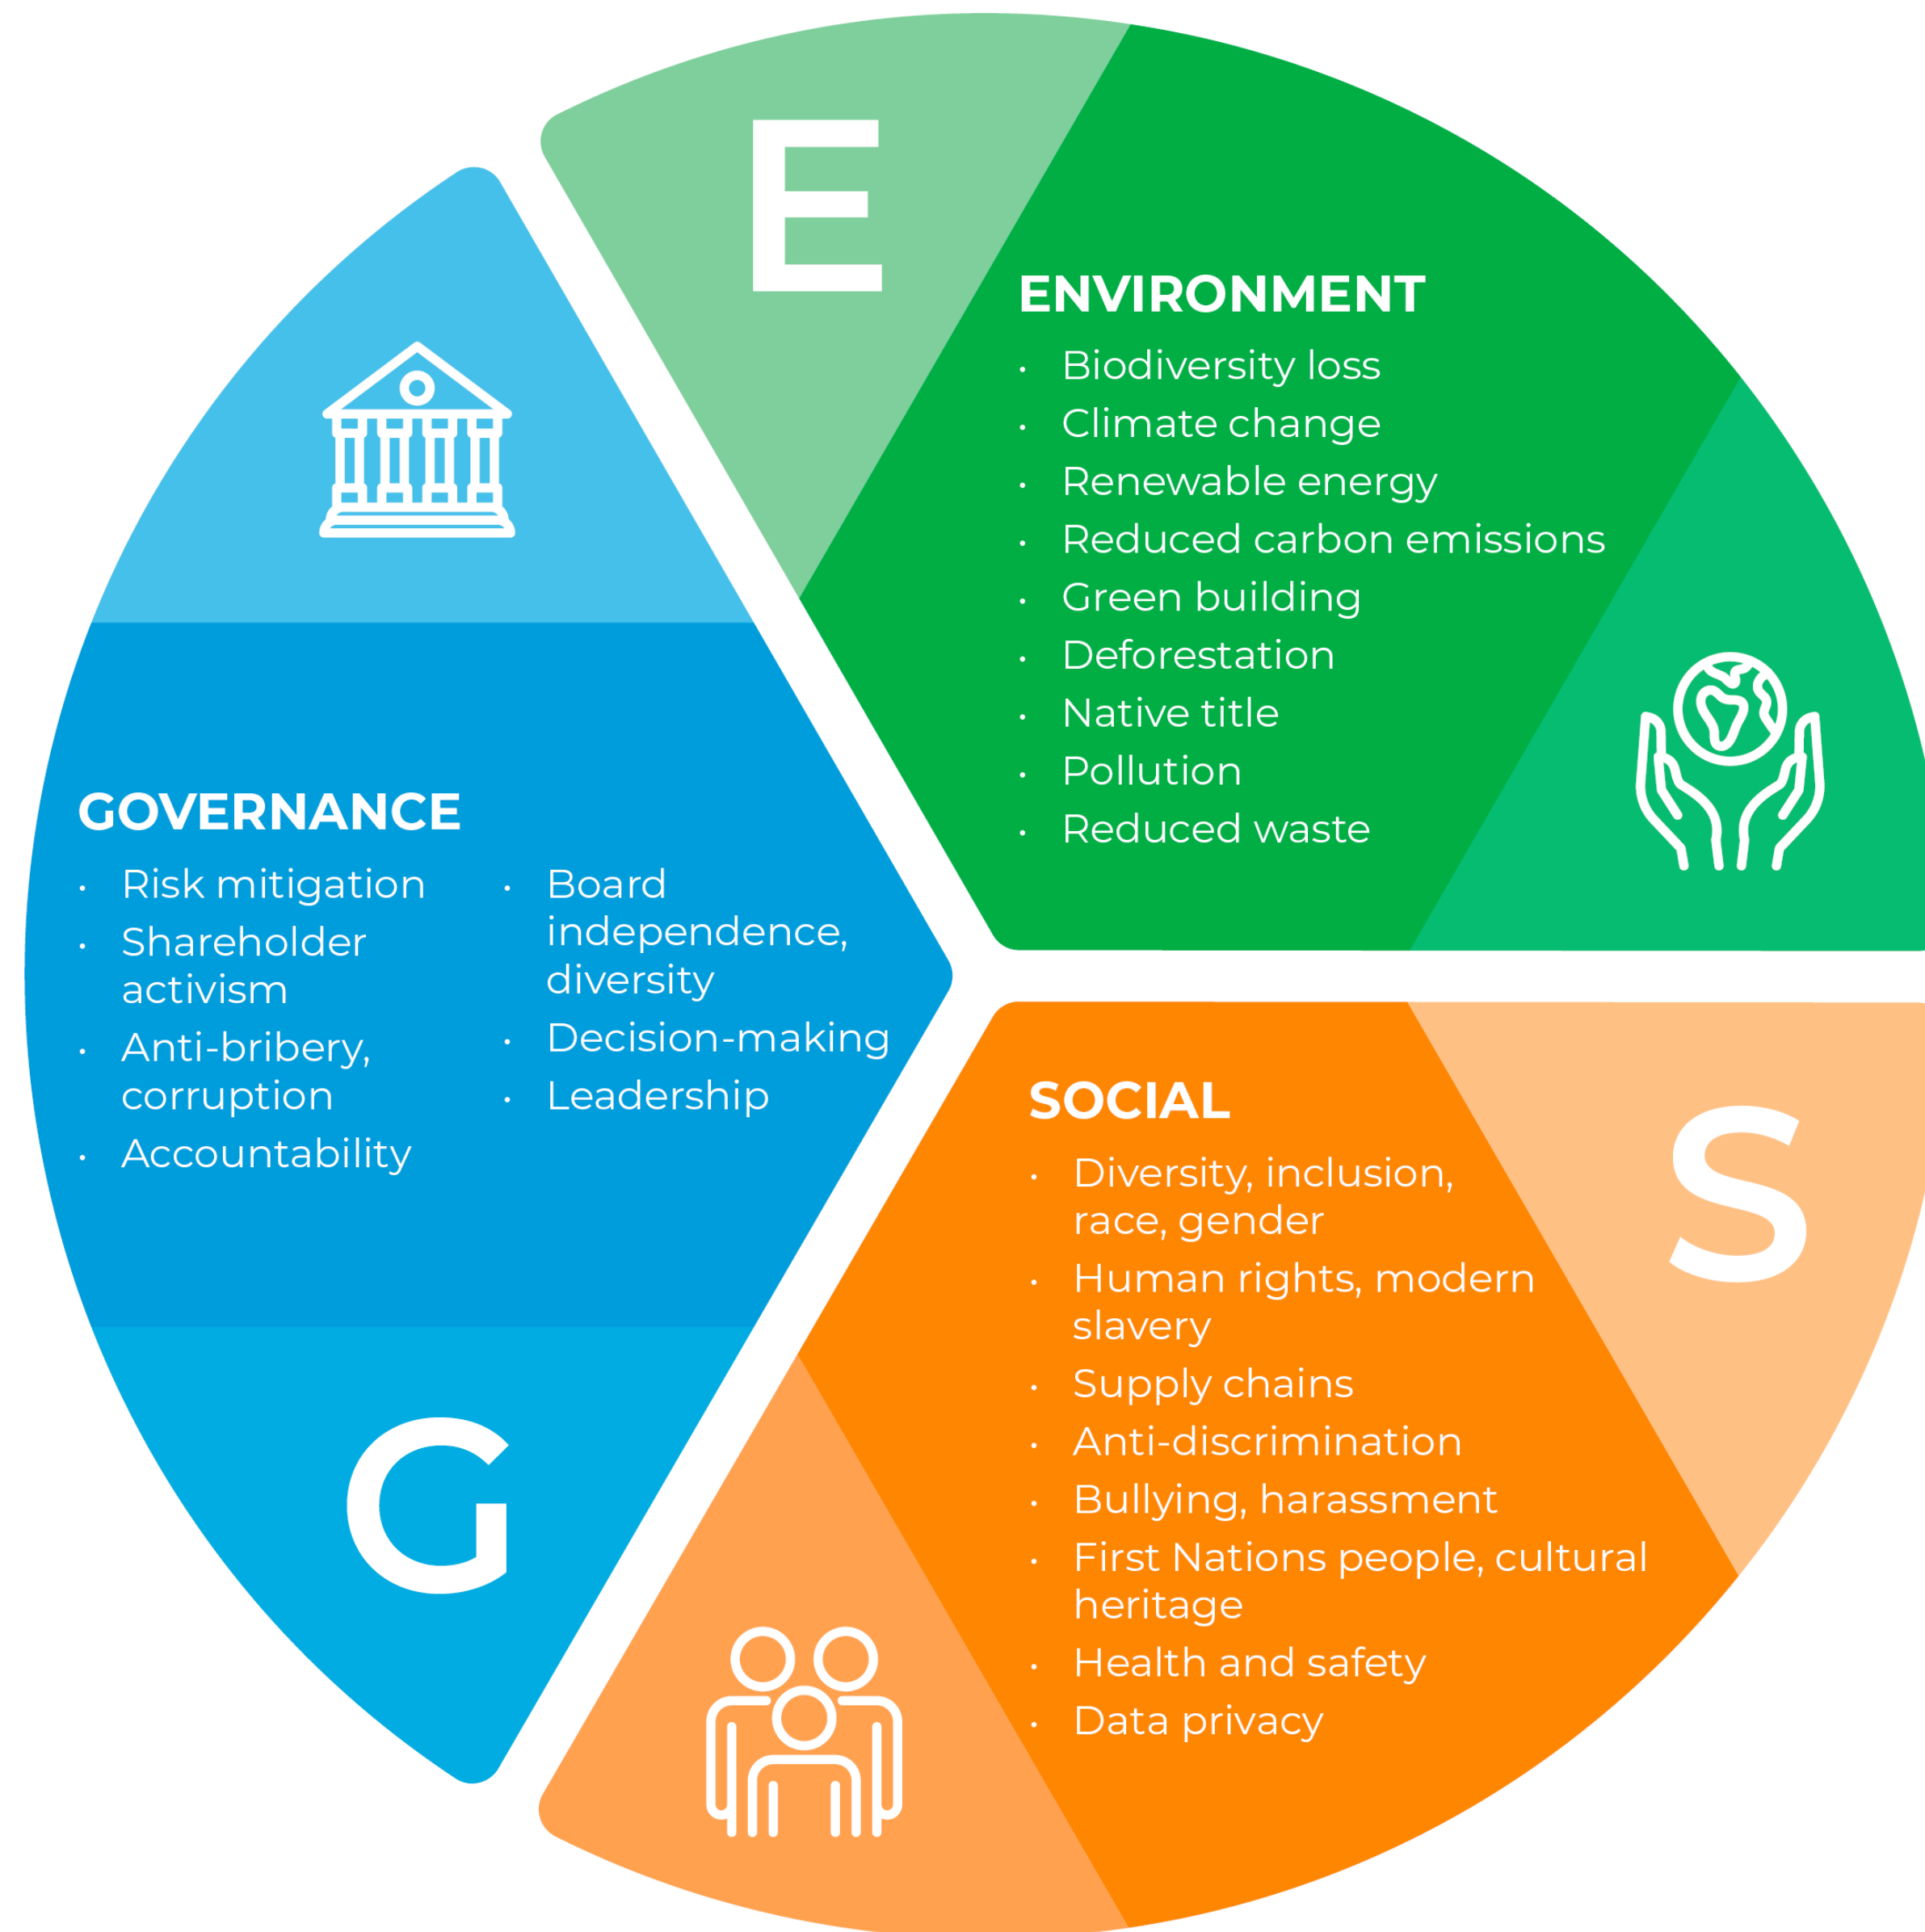 E
ENVIRONMENT
• Biodiversity loss
• Climate change
• Renewable energy
• Reduced carbon emissions
• Green building
• Deforestation
• Native title
• Pollution
• Reduced waste
GOVERNANCE
• Risk mitigation
• Shareholder
activism
• Anti-bribery,
corruption
• Accountability
• Board
independence,
diversity
• Decision-making
• Leadership
G
SOCIAL
• Diversity, inclusion,
race, gender
• Human rights, modern
slavery
• Supply chains
• Anti-discrimination
• Bullying, harassment
• First Nations people, cultural
heritage
• Health and safety
• Data privacy
S